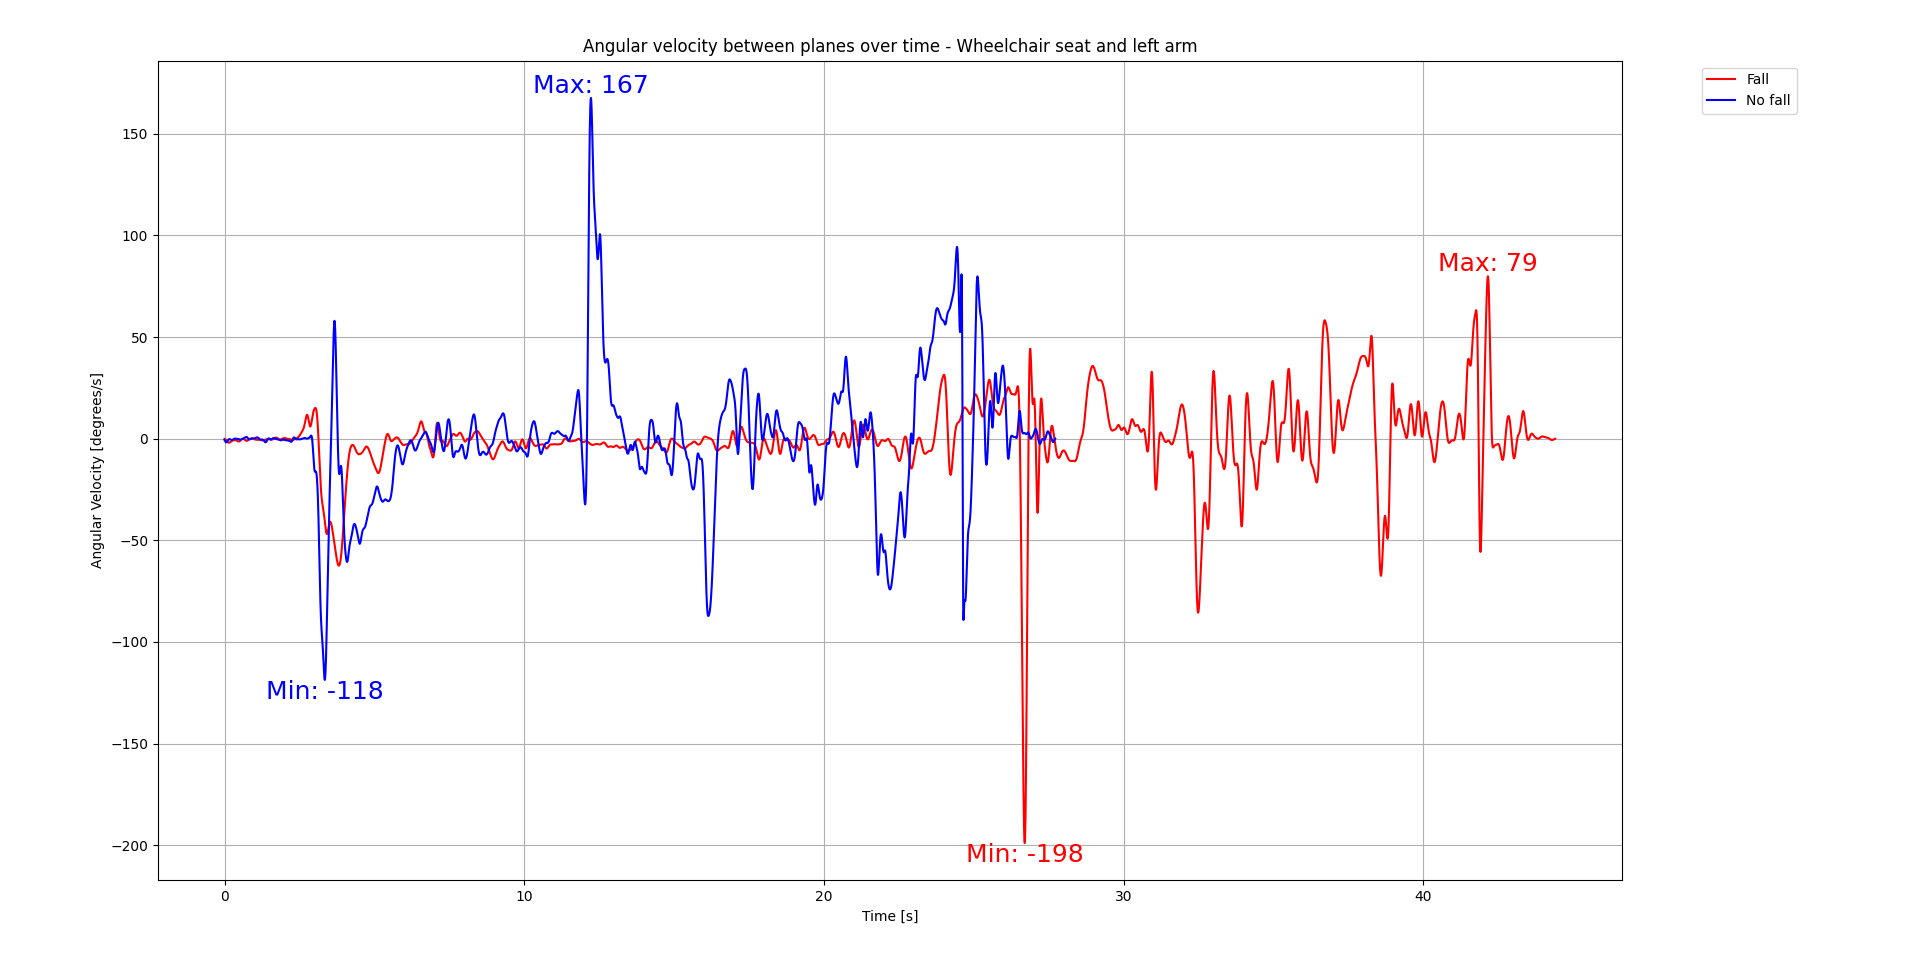 Angular velocity between planes over time - Wheelchair seat and left arm
Fall
No fall
Max: 167
Max: 79
Min: -118
Min: -198
Angular Velocity [degrees/s]
150
100
50
0
−50
−100
−150
−200
0 10 20 30 40
Time [s]